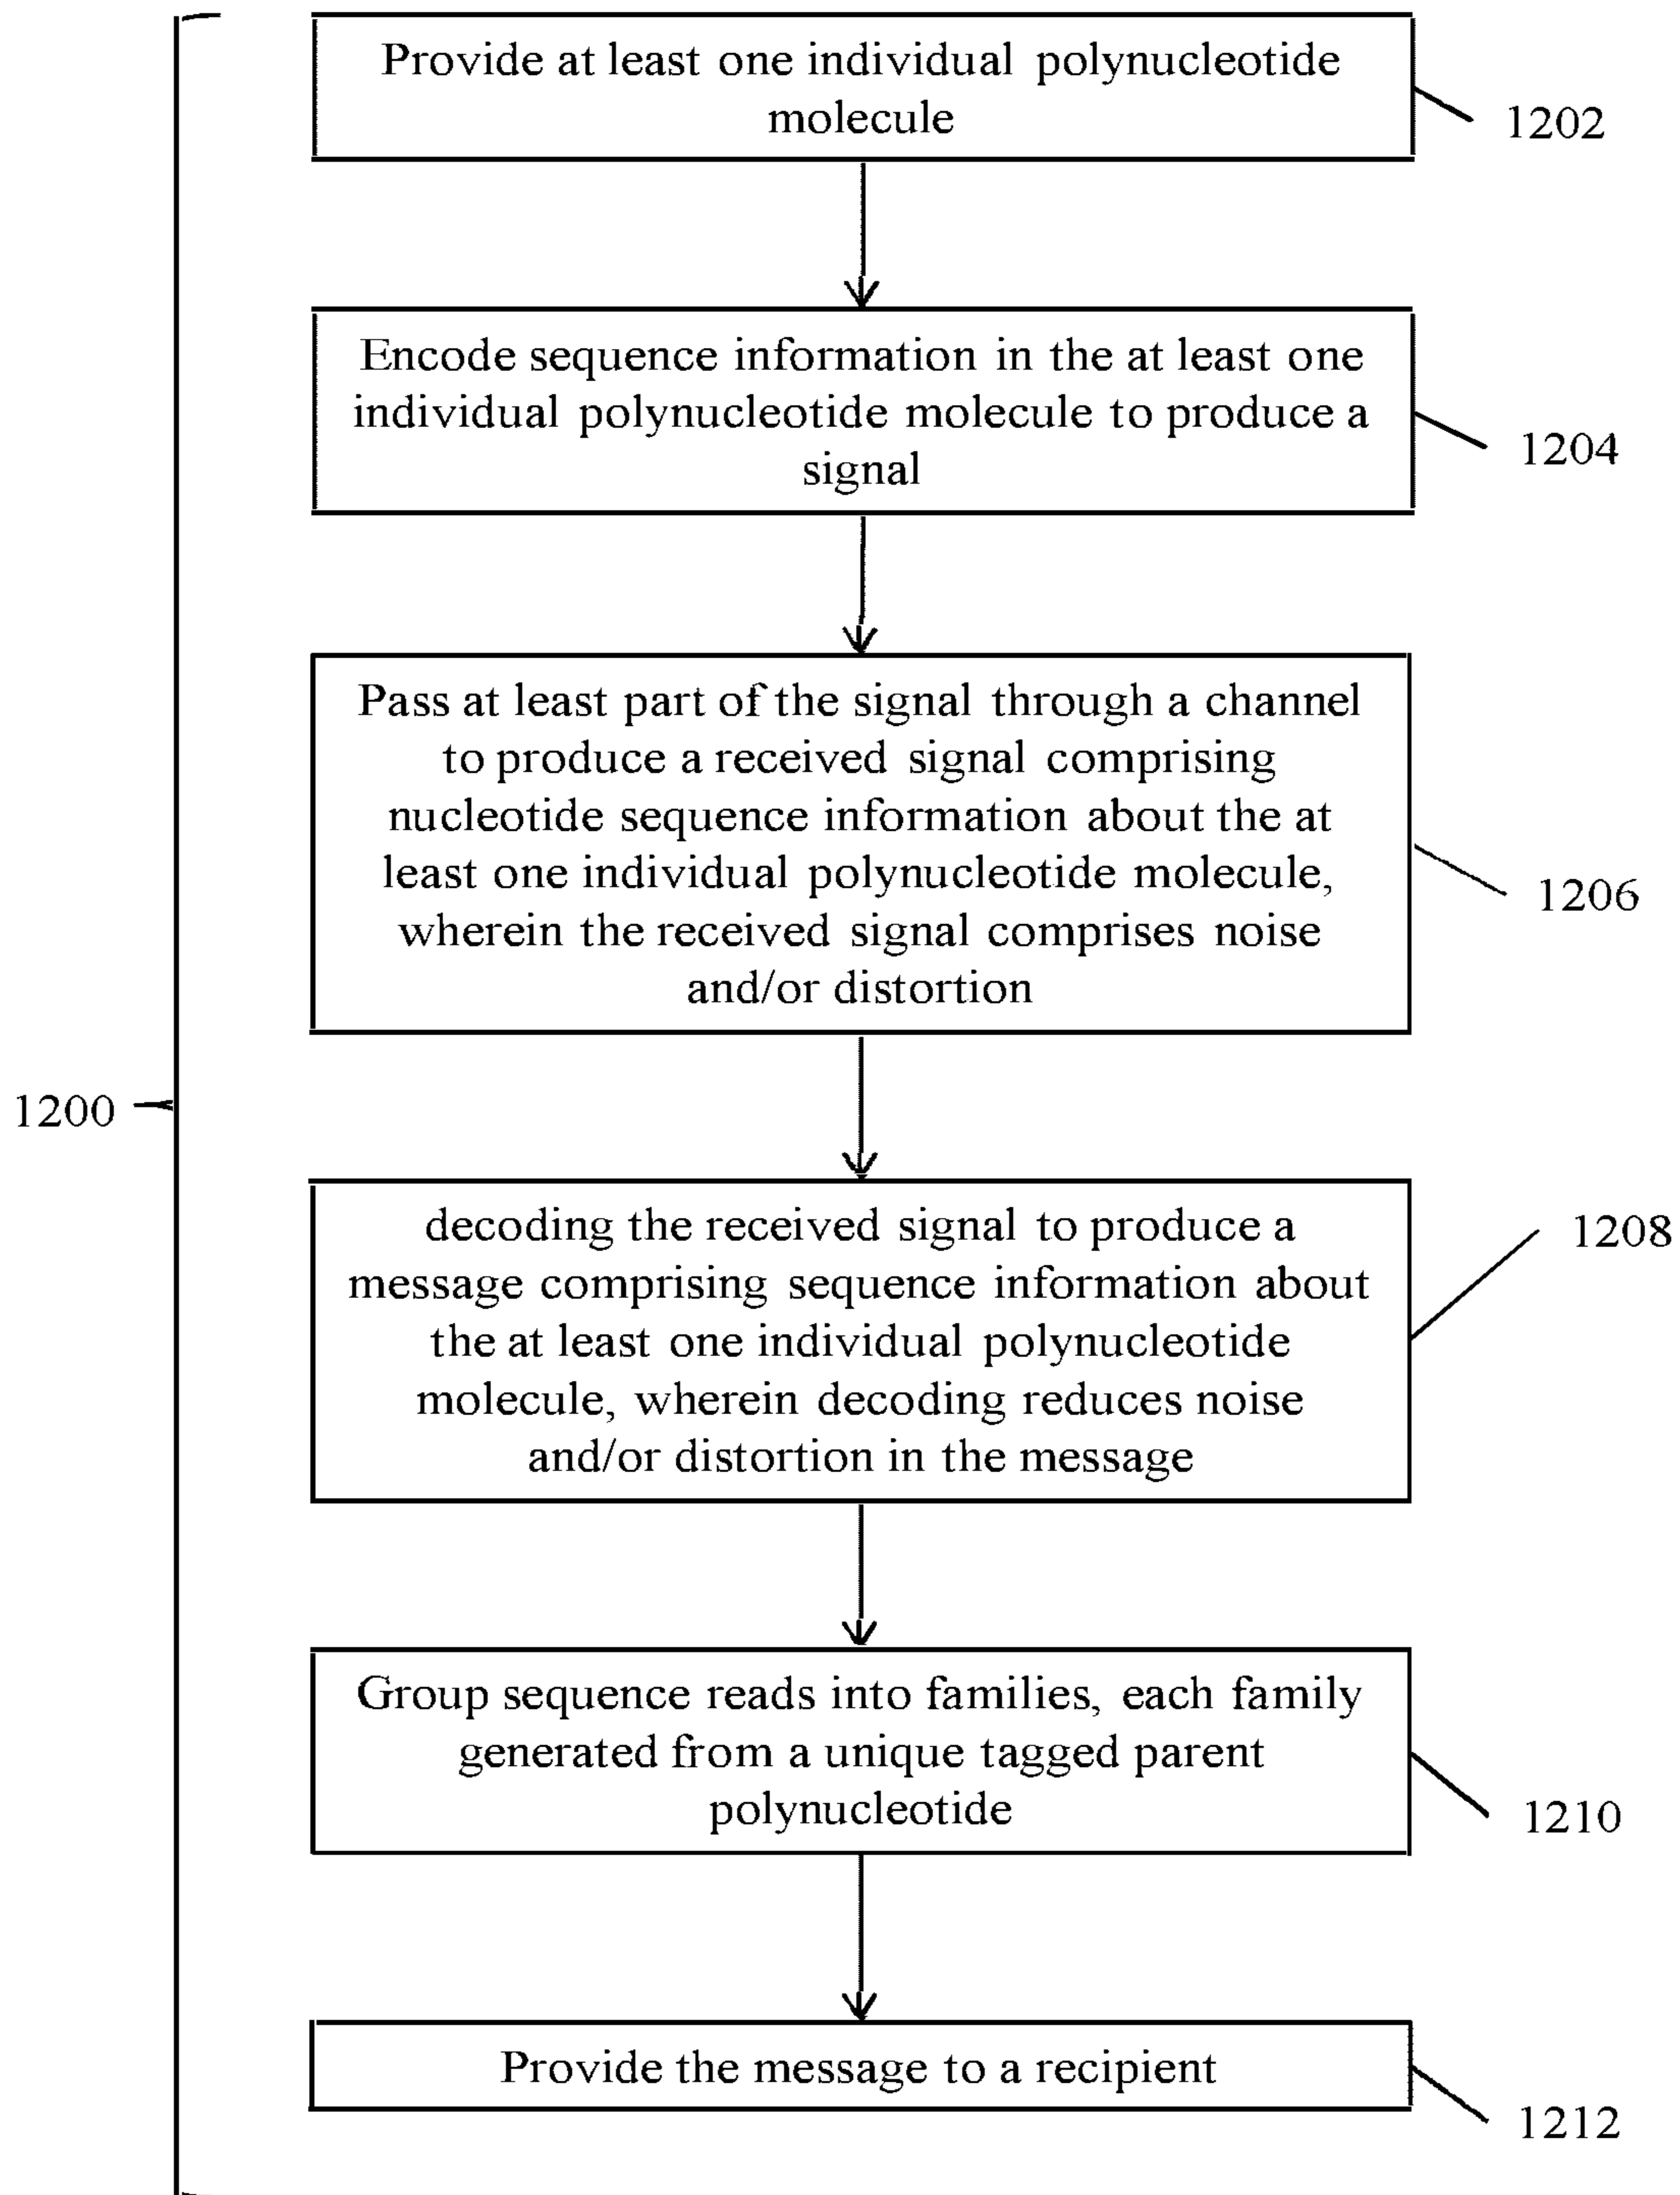 Provide at least one individual polynucleotide
molecule
1202
Encode sequence information in the at least one
individual polynucleotide molecule to produce a
signal
1204
Pass at least part of the signal through a channel
to produce a received signal comprising
nucleotide sequence information about the at
least one individual polynucleotide molecule,
wherein the received signal comprises noise
and/or distortion
1206
1200
decoding the received signal to produce a
message comprising sequence information about
the at least one individual polynucleotide
molecule, wherein decoding reduces noise
and/or distortion in the message
1208
Group sequence reads into families, each family
generated from a unique tagged parent
polynucleotide
1210
Provide the message to a recipient
1212